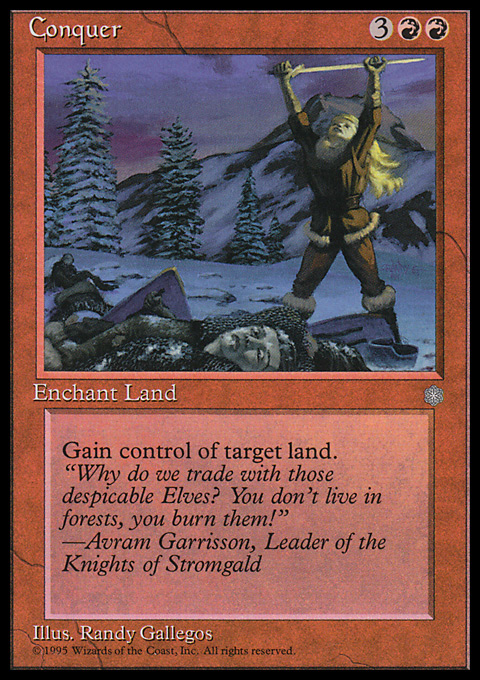 Conquer 3
Enchant Land
Gain control of target land.
“Why do we trade with those
despicable Elves? You don’t live in
forests, you burn them!”
—Avram Garrisson, Leader of the
Knights of Stromgald
Illus. Randy Gallegos
©1995 Wizards of the Coast, Inc. All rights reserved.